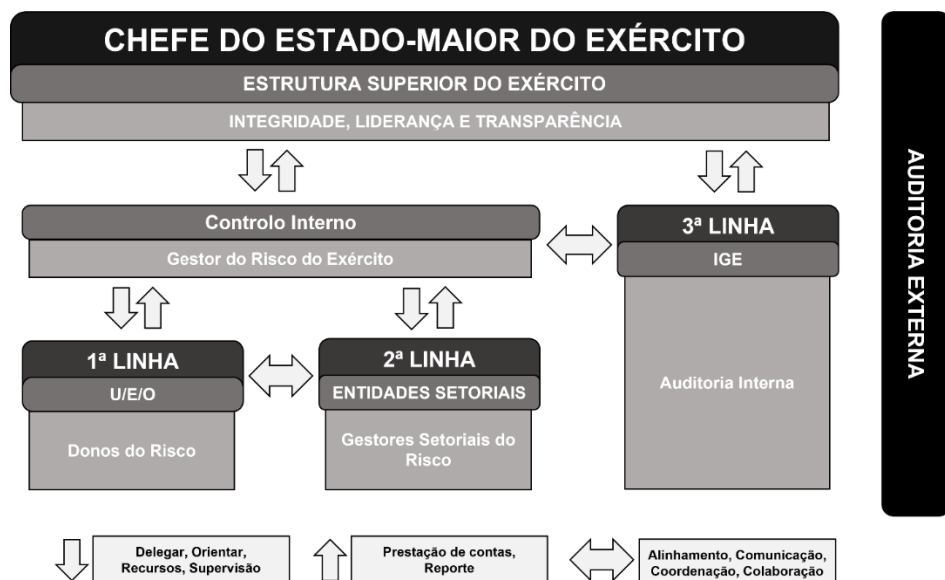 CHEFE DO ESTADO-MAIOR DO EXÉRCITO
ESTRUTURA SUPERIOR DO EXÉRCITO
INTEGRIDADE, LIDERANÇA E TRANSPARÊNCIA
Controlo Interno
Gestor do Risco do Exército
3ª LINHA
IGE
Auditoria Interna
1ª LINHA
U/E/O
Donos do Risco
2ª LINHA
ENTIDADES SETORIAIS
Gestores Setoriais do
Risco
AUDITORIA EXTERNA
Delegar, Orientar,
Recursos, Supervisão
Prestação de contas,
Reporte
Alinhamento, Comunicação,
Coordenação, Colaboração